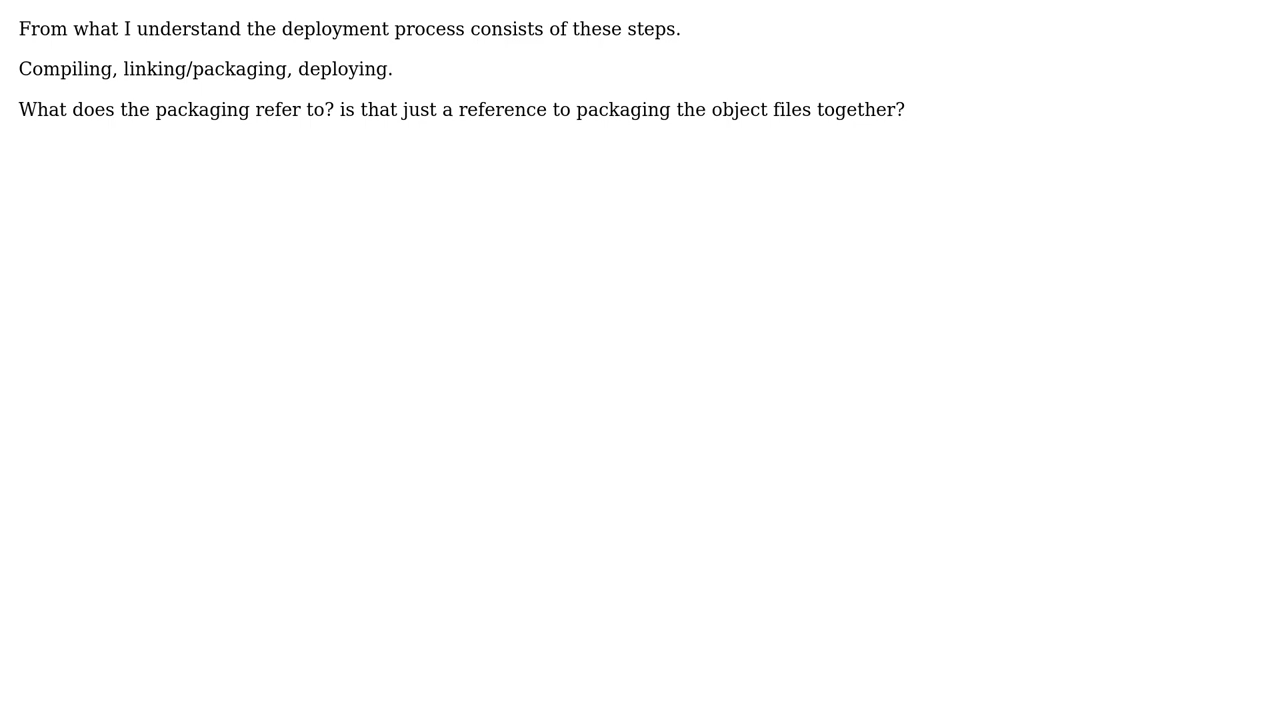 From what I understand the deployment process consists of these steps.
Compiling, linking/packaging, deploying.
What does the packaging refer to? is that just a reference to packaging the object files together?